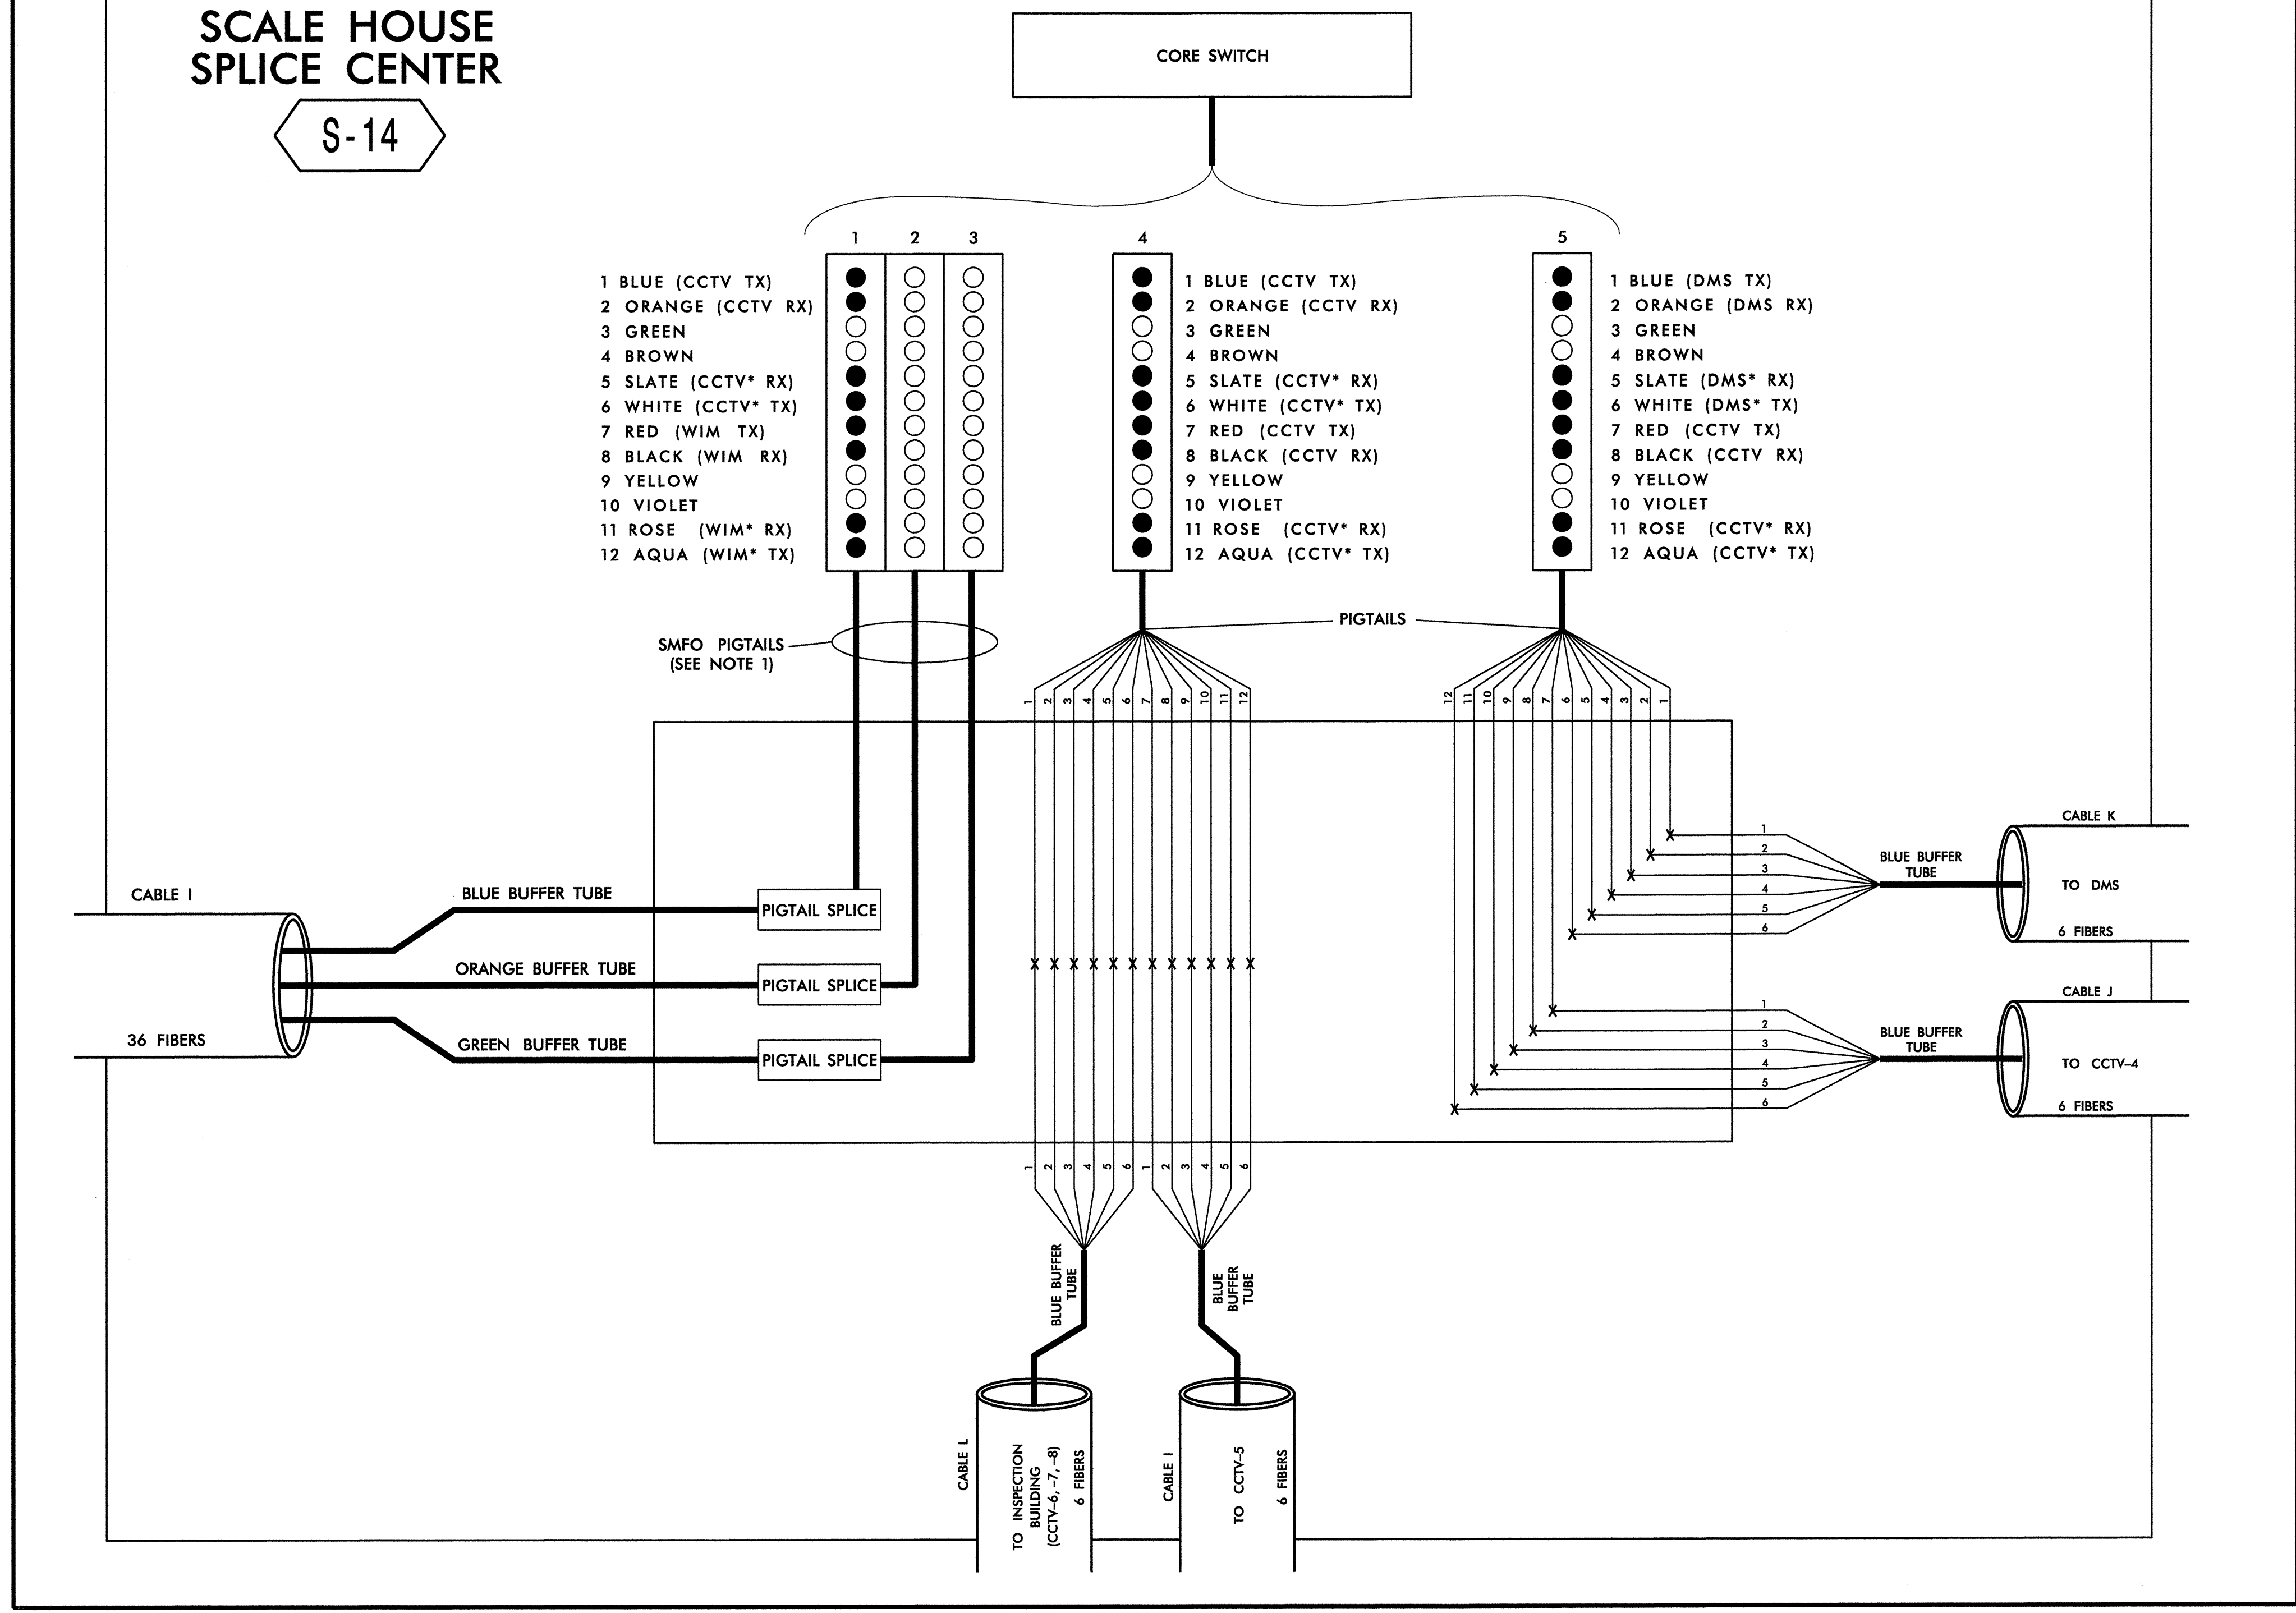 SCALE HOUSE
SPLICE CENTER
S-14
CORE SWITCH
1
2
3
4
5
1 BLUE (CCTV TX)
2 ORANGE (CCTV RX)
3 GREEN
4 BROWN
5 SLATE (CCTV* RX)
6 WHITE (CCTV* TX)
7 RED (WIM TX)
8 BLACK (WIM RX)
9 YELLOW
10 VIOLET
11 ROSE (WIM* RX)
12 AQUA (WIM* TX)
1 BLUE (CCTV TX)
2 ORANGE (CCTV RX)
3 GREEN
4 BROWN
5 SLATE (CCTV* RX)
6 WHITE (CCTV* TX)
7 RED (CCTV TX)
8 BLACK (CCTV RX)
9 YELLOW
10 VIOLET
11 ROSE (CCTV* RX)
12 AQUA (CCTV* TX)
1 BLUE (DMS TX)
2 ORANGE (DMS RX)
3 GREEN
4 BROWN
5 SLATE (DMS* RX)
6 WHITE (DMS* TX)
7 RED (CCTV TX)
8 BLACK (CCTV RX)
9 YELLOW
10 VIOLET
11 ROSE (CCTV* RX)
12 AQUA (CCTV* TX)
SMFO PIGTAILS
(SEE NOTE 1)
PIGTAILS
1 2 3 4 5 6 7 8 9 10 11 12
12 11 10 9 8 7 6 5 4 3 2 1
CABLE I
36 FIBERS
BLUE BUFFER TUBE
ORANGE BUFFER TUBE
GREEN BUFFER TUBE
PIGTAIL SPLICE
PIGTAIL SPLICE
PIGTAIL SPLICE
1
2
3
4
5
6
BLUE BUFFER
TUBE
CABLE K
TO DMS
6 FIBERS
1
2
3
4
5
6
BLUE BUFFER
TUBE
CABLE J
TO CCTV-4
6 FIBERS
1 2 3 4 5 6 1 2 3 4 5 6
BLUE BUFFER
TUBE
BLUE
BUFFER
TUBE
CABLE L
TO INSPECTION
BUILDING
(CCTV-6, -7, -8)
6 FIBERS
CABLE I
TO CCTV-5
6 FIBERS